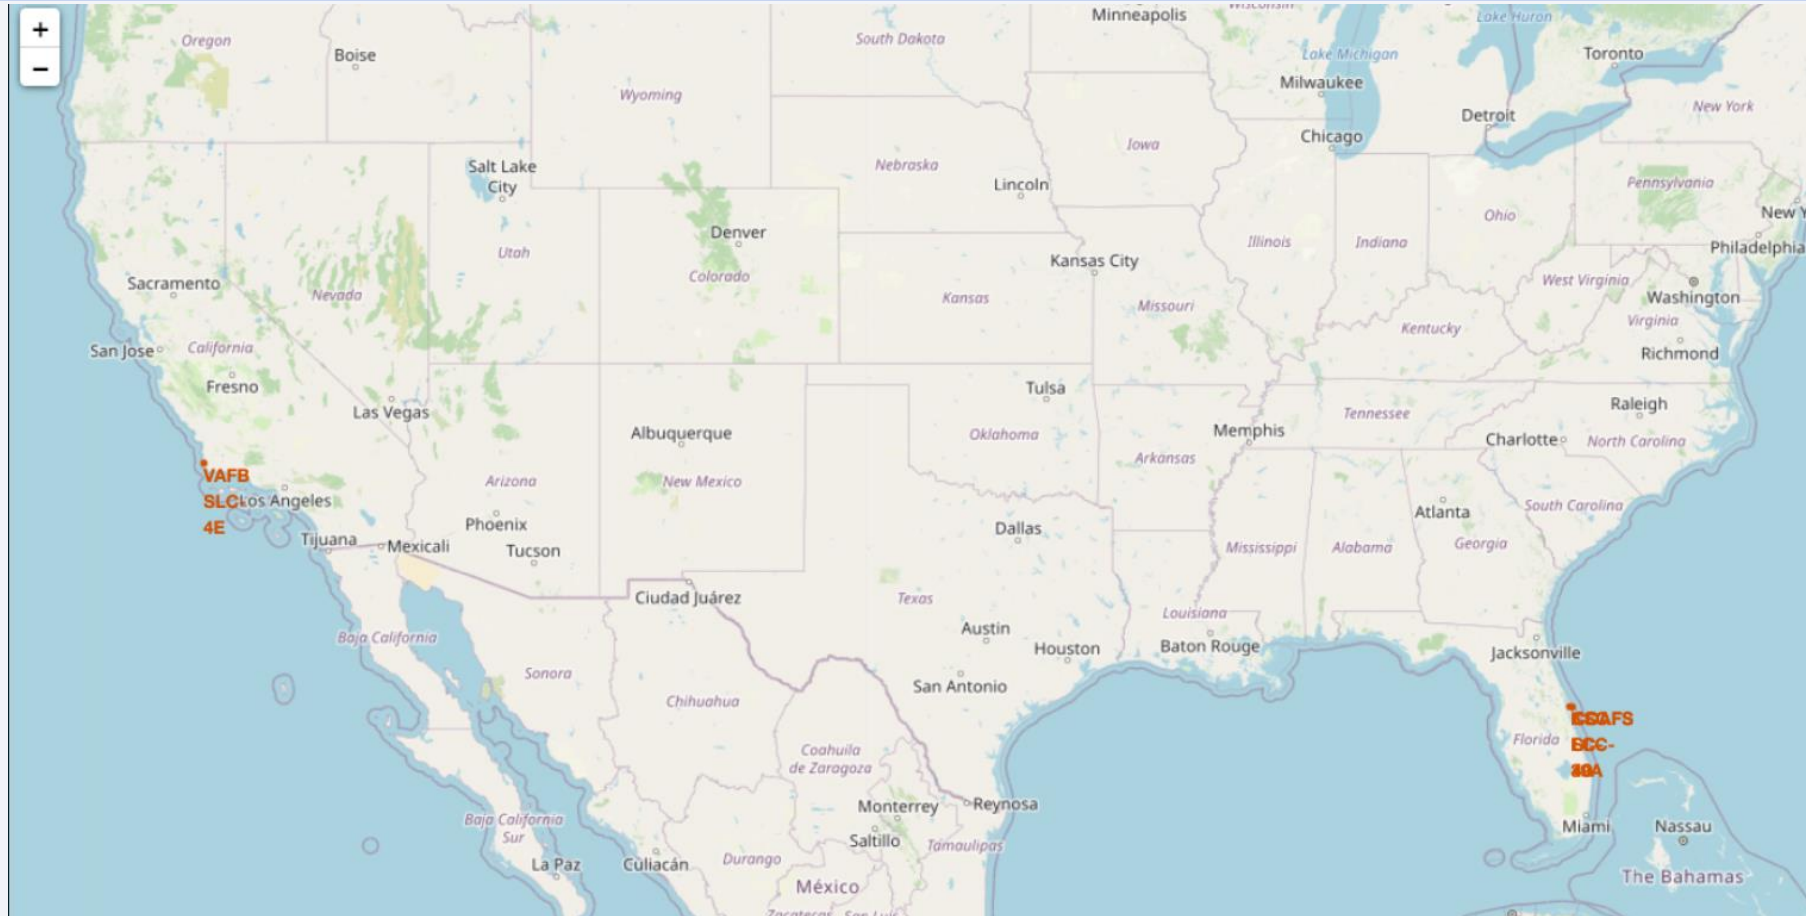 +
−
Oregon
Boise
Wyoming
South Dakota
Minneapolis
Wisconsin
Lake Michigan
Milwaukee
Lake Huron
Toronto
Detroit
Chicago
New York
Iowa
Nebraska
Lincoln
Salt Lake
City
Utah
Denver
Colorado
Pennsylvania
Ohio
Indiana
Illinois
New Y
Philadelphia
Sacramento
Nevada
Kansas City
Kansas
Missouri
West Virginia
Washington
Virginia
Kentucky
Richmond
San Jose
California
Fresno
Las Vegas
Tulsa
Tennessee
Raleigh
Albuquerque
Oklahoma
Memphis
Charlotte
North Carolina
VAFB
SLC-
4E
Los Angeles
Arizona
New Mexico
Arkansas
South Carolina
Phoenix
Tucson
Tijuana
Mexicali
Dallas
Atlanta
Mississippi
Alabama
Georgia
Ciudad Juárez
Texas
Louisiana
Baja California
Austin
Houston
Baton Rouge
Jacksonville
Sonora
San Antonio
Chihuahua
Florida
Coahuila
de Zaragoza
Monterrey
Reynosa
Saltillo
Tamaulipas
Miami
Nassau
Baja California
Sur
La Paz
Culiacán
Durango
México
The Bahamas
Zacatecas
San Luis